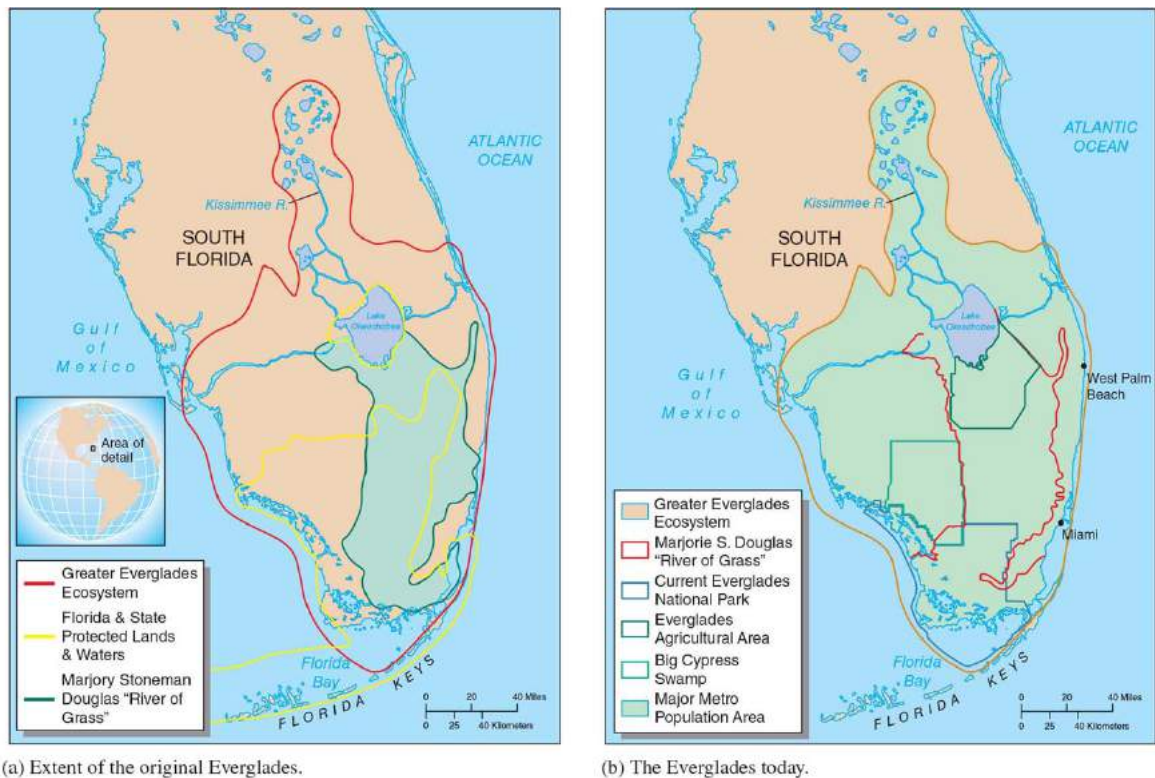 ATLANTIC
OCEAN
Kissimmee R.
SOUTH
FLORIDA
Lake
Okeechobee
Gulf
of
Mexico
Area of
detail
Greater Everglades
Ecosystem
Florida & State
Protected Lands
& Waters
Marjory Stoneman
Douglas “River of
Grass”
Florida
Bay
FLORIDA KEYS
0 20 40 Miles
0 25 40 Kilometers
(a) Extent of the original Everglades.
ATLANTIC
OCEAN
Kissimmee R.
SOUTH
FLORIDA
Lake
Okeechobee
Gulf
of
Mexico
West Palm
Beach
Miami
Greater Everglades
Ecosystem
Marjorie S. Douglas
“River of Grass”
Current Everglades
National Park
Everglades
Agricultural Area
Big Cypress
Swamp
Major Metro
Population Area
Florida
Bay
FLORIDA KEYS
0 20 40 Miles
0 25 40 Kilometers
(b) The Everglades today.